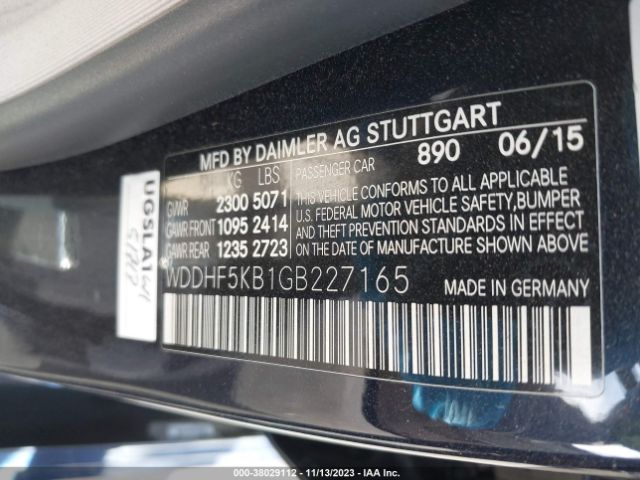 MFD BY DAIMLER AG STUTTGART
KG LBS
PASSENGER CAR 890 06/15
GVWR 2300 5071
GAWR FRONT 1095 2414
GAWR REAR 1235 2723
THIS VEHICLE CONFORMS TO ALL APPLICABLE
U.S. FEDERAL MOTOR VEHICLE SAFETY, BUMPER
AND THEFT PREVENTION STANDARDS IN EFFECT
ON THE DATE OF MANUFACTURE SHOWN ABOVE
WDDHF5KB1GB227165
MADE IN GERMANY
UGSLA1
000-38029112 - 11/13/2023 - IAA Inc.